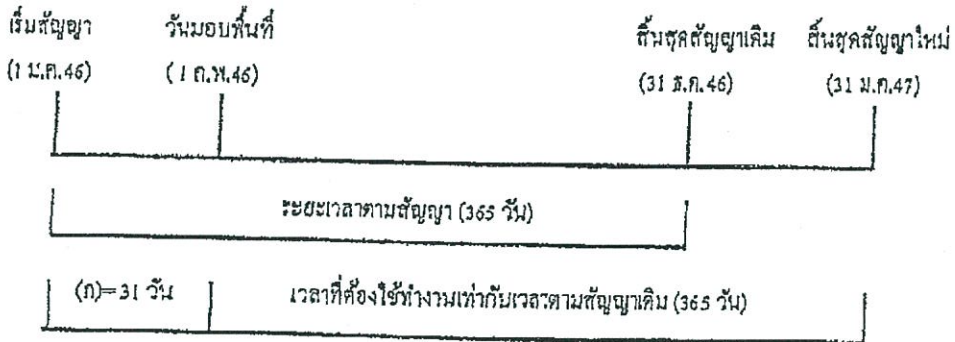 เริ่มสัญญา วันมอบพื้นที่ สิ้นสุดสัญญาเดิม สิ้นสุดสัญญาใหม่
(1 ม.ค.46) (1 ก.พ.46) (31 ธ.ค.46) (31 ม.ค.47)
ระยะเวลาตามสัญญา (365 วัน)
(ก)=31 วัน เวลาที่ต้องใช้ทำงานเท่ากับเวลาตามสัญญาเดิม (365 วัน)